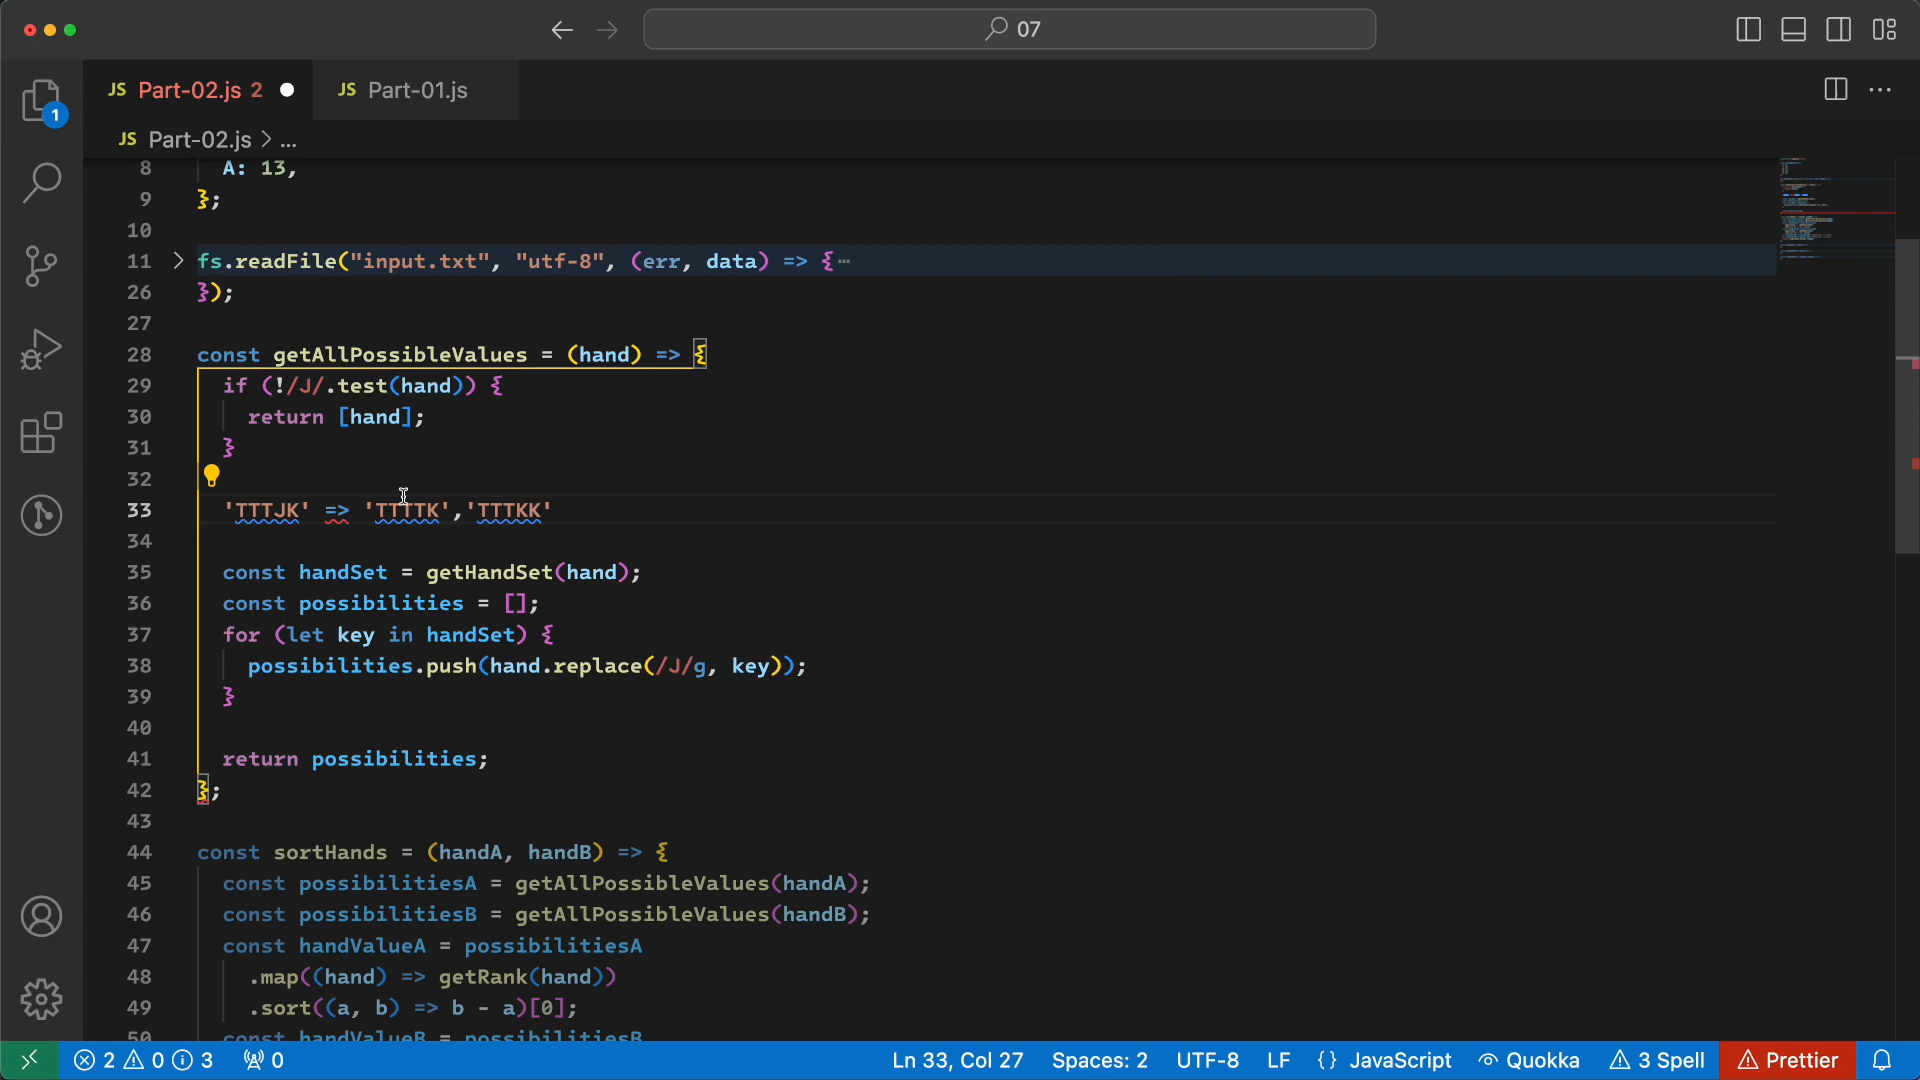 07
JS Part-02.js 2 JS Part-01.js
1
JS Part-02.js > ...
8 A: 13,
9 };
10
11 fs.readFile("input.txt", "utf-8", (err, data) => {⋯
26 });
27
28 const getAllPossibleValues = (hand) => {
29 if (!/J/.test(hand)) {
30 return [hand];
31 }
32
33 'TTTJK' => 'TTTTK','TTTKK'
34
35 const handSet = getHandSet(hand);
36 const possibilities = [];
37 for (let key in handSet) {
38 possibilities.push(hand.replace(/J/g, key));
39 }
40
41 return possibilities;
42 };
43
44 const sortHands = (handA, handB) => {
45 const possibilitiesA = getAllPossibleValues(handA);
46 const possibilitiesB = getAllPossibleValues(handB);
47 const handValueA = possibilitiesA
48 .map((hand) => getRank(hand))
49 .sort((a, b) => b - a)[0];
50 const handValueB = possibilitiesB
2 0 3 0 Ln 33, Col 27 Spaces: 2 UTF-8 LF {} JavaScript Quokka 3 Spell Prettier